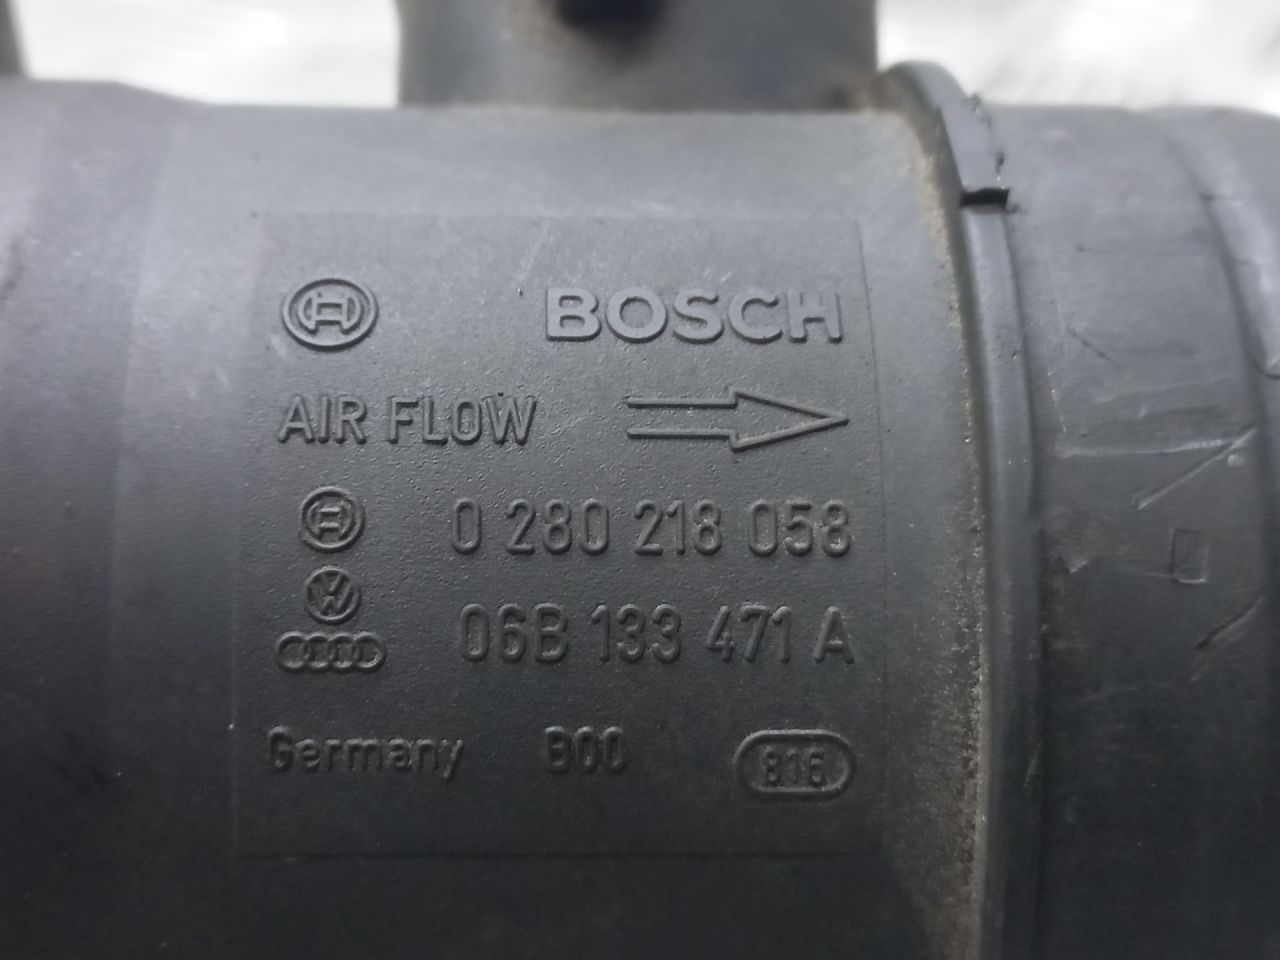 BOSCH
AIR FLOW
0 280 218 058
06B 133 471 A
Germany B00 816